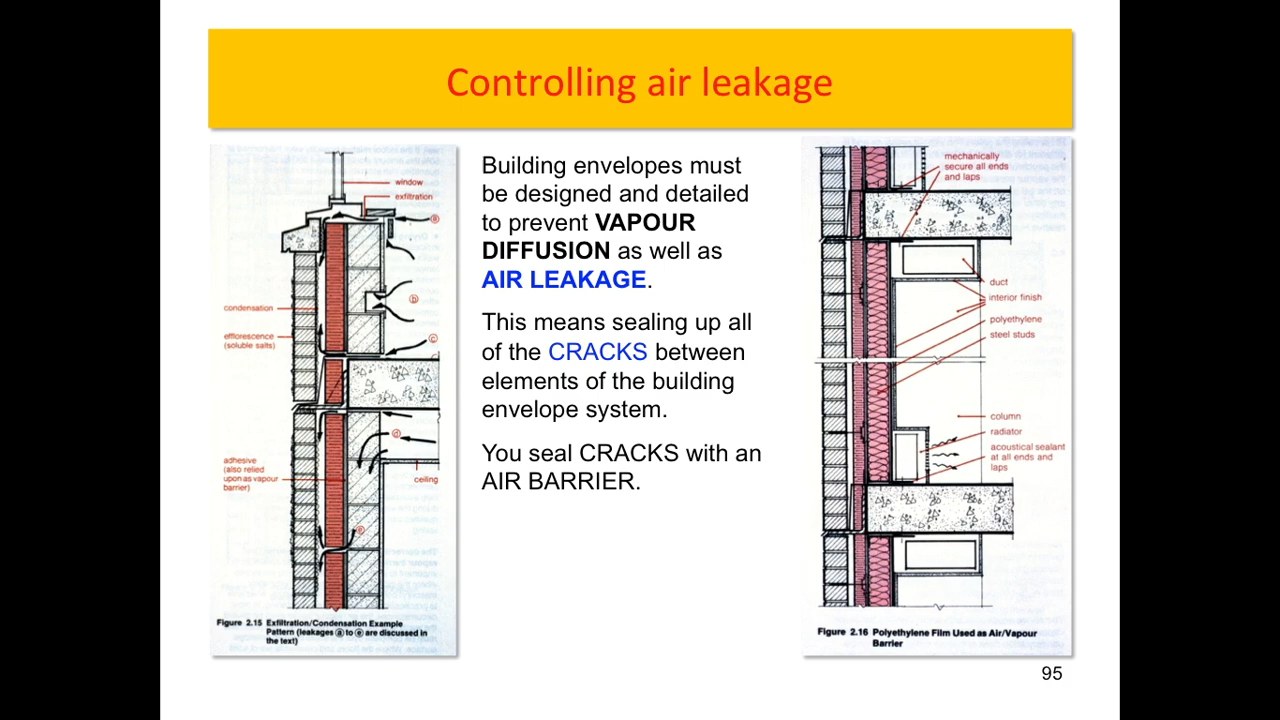 Controlling air leakage
window
exfiltration
a
b
condensation
efflorescence
(soluble salts)
c
d
adhesive
(also relied
upon as vapour
barrier)
ceiling
e
Figure 2.15 Exfiltration/Condensation Example
Pattern (leakages a to e are discussed in
the text)
Building envelopes must
be designed and detailed
to prevent VAPOUR
DIFFUSION as well as
AIR LEAKAGE.
This means sealing up all
of the CRACKS between
elements of the building
envelope system.
You seal CRACKS with an
AIR BARRIER.
mechanically
secure all ends
and laps
duct
interior finish
polyethylene
steel studs
column
radiator
acoustical sealant
at all ends and
laps
Figure 2.16 Polyethylene Film Used as Air/Vapour
Barrier
95